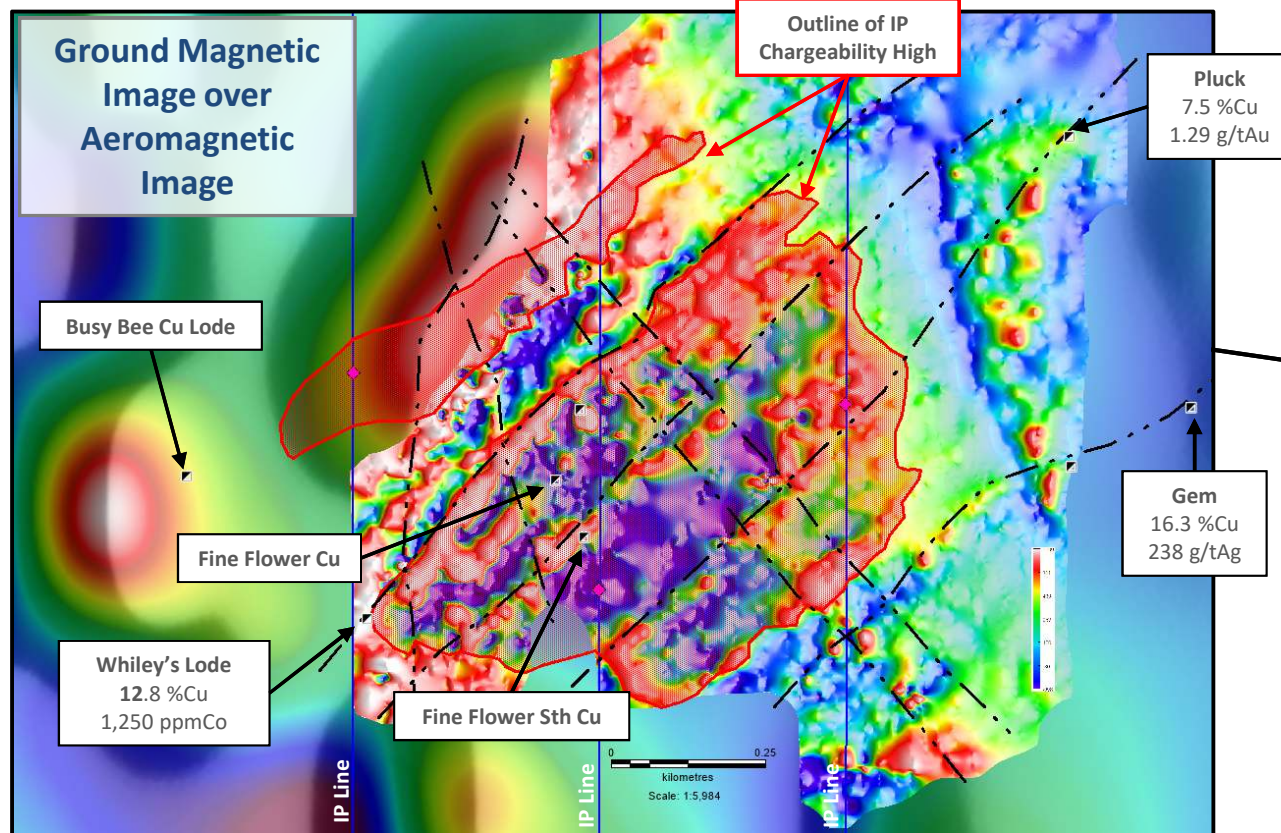 Ground Magnetic
Image over
Aeromagnetic
Image
Outline of IP
Chargeability High
Pluck
7.5 %Cu
1.29 g/tAu
Busy Bee Cu Lode
Gem
16.3 %Cu
238 g/tAg
Fine Flower Cu
Whiley's Lode
12.8 %Cu
1,250 ppmCo
Fine Flower Sth Cu
0
0.25
kilometres
Scale: 1:5,984
IP Line
IP Line
IP Line